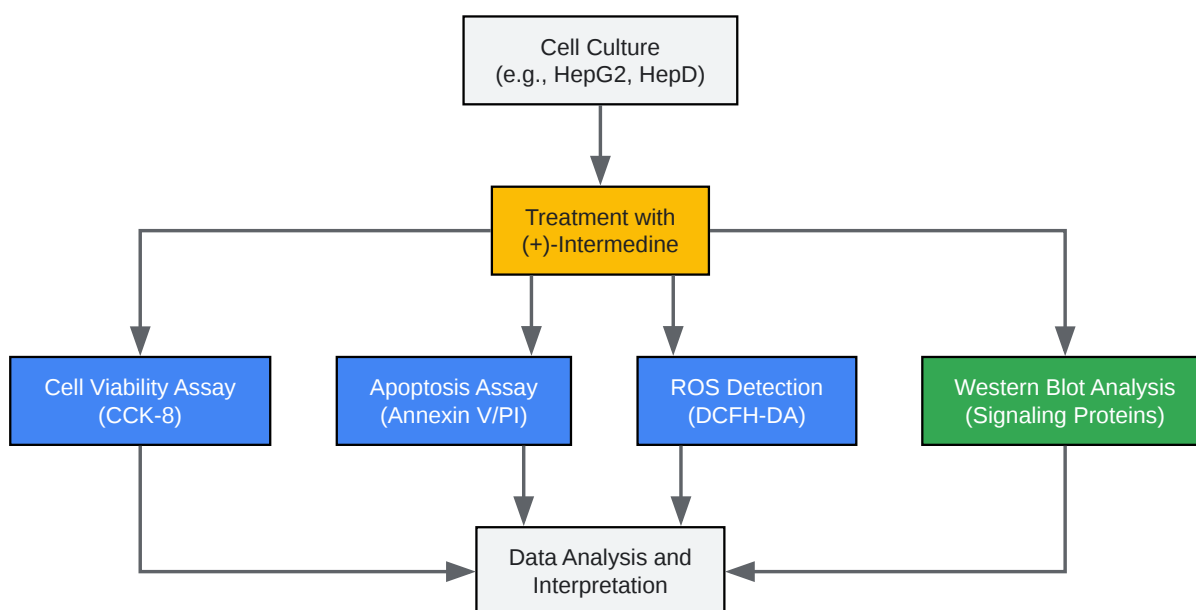 Cell Culture
(e.g., HepG2, HepD)
Treatment with
(+)-Intermedine
Cell Viability Assay
(CCK-8)
Apoptosis Assay
(Annexin V/PI)
ROS Detection
(DCFH-DA)
Western Blot Analysis
(Signaling Proteins)
Data Analysis and
Interpretation